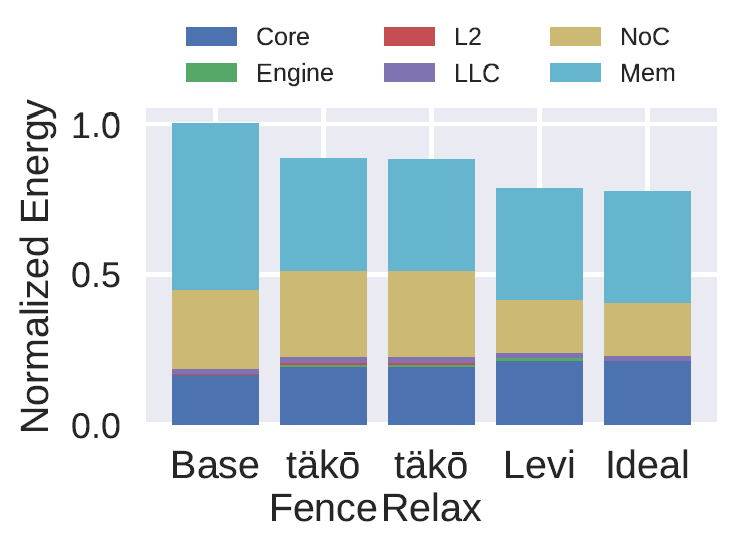 Core L2 NoC
Engine LLC Mem
Normalized Energy
1.0
0.5
0.0
Base täkō täkō Levi Ideal
Fence Relax